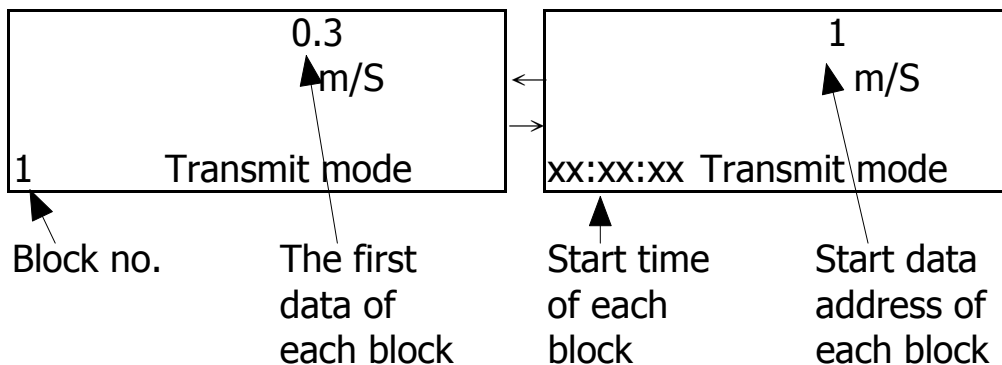 0.3
m/S
1 Transmit mode
1
m/S
xx:xx:xx Transmit mode
Block no.
The first
data of
each block
Start time
of each
block
Start data
address of
each block